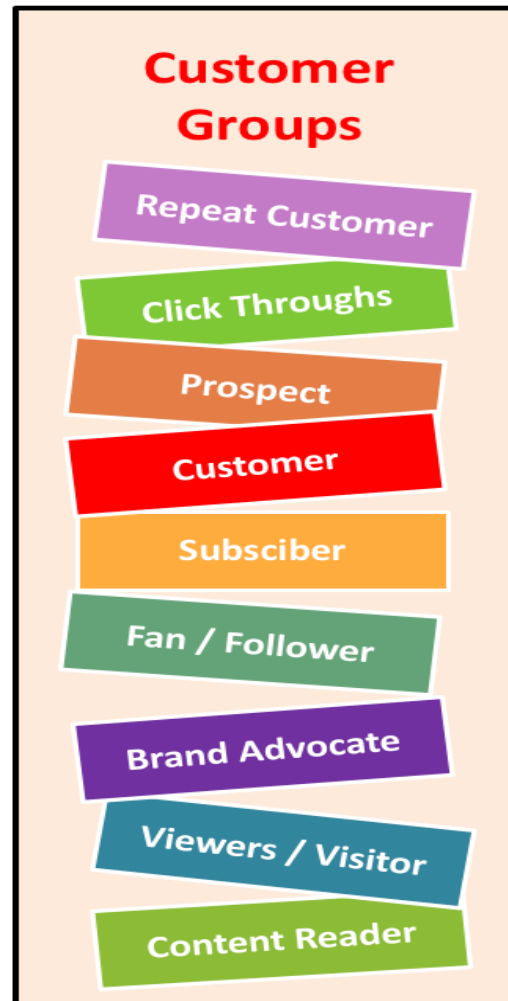 Customer
Groups
Repeat Customer
Click Throughs
Prospect
Customer
Subsciber
Fan / Follower
Brand Advocate
Viewers / Visitor
Content Reader